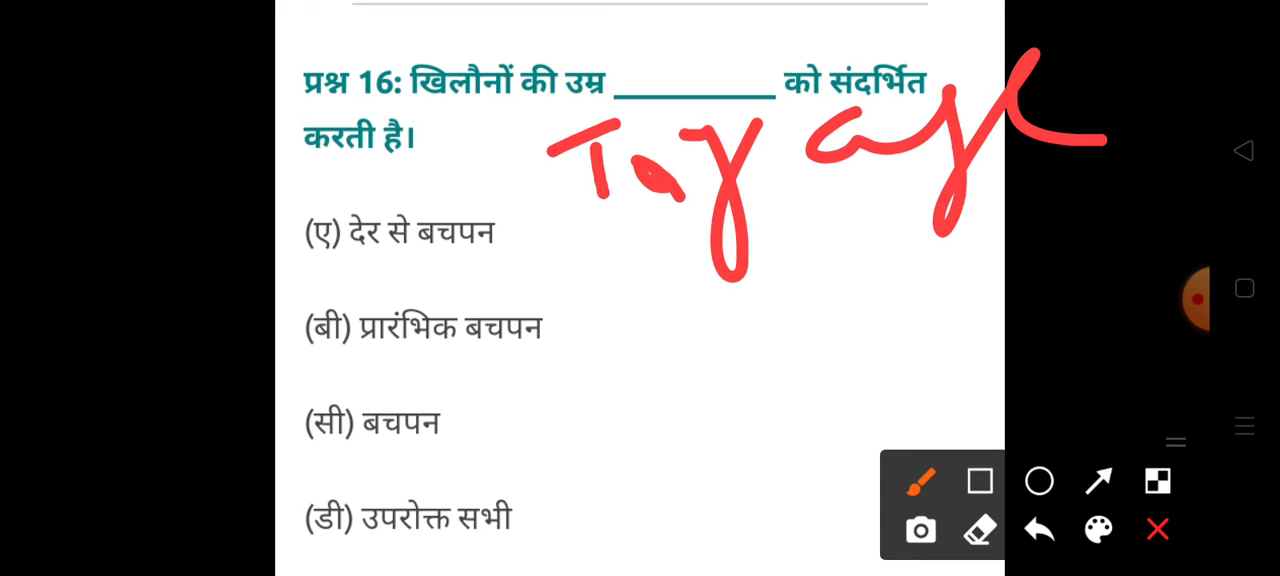 प्रश्न 16: खिलौनों की उम्र __________ को संदर्भित
करती है।
Toy age
(ए) देर से बचपन
(बी) प्रारंभिक बचपन
(सी) बचपन
(डी) उपरोक्त सभी